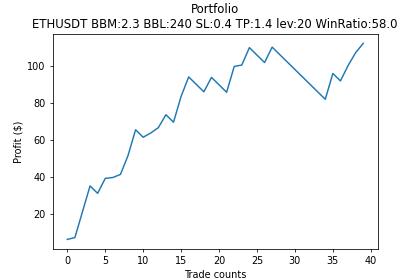 Portfolio
ETHUSDT BBM:2.3 BBL:240 SL:0.4 TP:1.4 lev:20 WinRatio:58.0
Profit ($)
100
80
60
40
20
0 5 10 15 20 25 30 35 40
Trade counts